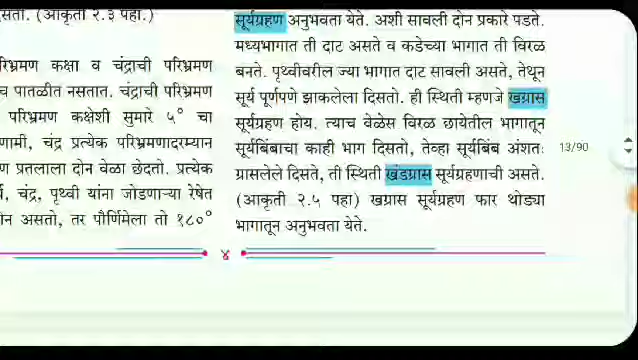 सतो. (आकृती २.३ पहा.)
रिभ्रमण कक्षा व चंद्राची परिभ्रमण
च पातळीत नसतात. चंद्राची परिभ्रमण
परिभ्रमण कक्षेशी सुमारे ५° चा
णामी, चंद्र प्रत्येक परिभ्रमणादरम्यान
ण प्रतलाला दोन वेळा छेदतो. प्रत्येक
चंद्र, पृथ्वी यांना जोडणाऱ्या रेषेत
न असतो, तर पौर्णिमेला तो १८०°
सूर्यग्रहण अनुभवता येते. अशी सावली दोन प्रकारे पडते.
मध्यभागात ती दाट असते व कडेच्या भागात ती विरळ
बनते. पृथ्वीवरील ज्या भागात दाट सावली असते, तेथून
सूर्य पूर्णपणे झाकलेला दिसतो. ही स्थिती म्हणजे खग्रास
सूर्यग्रहण होय. त्याच वेळेस विरळ छायेतील भागातून
सूर्यबिंबाचा काही भाग दिसतो, तेव्हा सूर्यबिंब अंशतः
ग्रासलेले दिसते, ती स्थिती खंडग्रास सूर्यग्रहणाची असते.
(आकृती २.५ पहा) खग्रास सूर्यग्रहण फार थोड्या
भागातून अनुभवता येते.
४
13/90